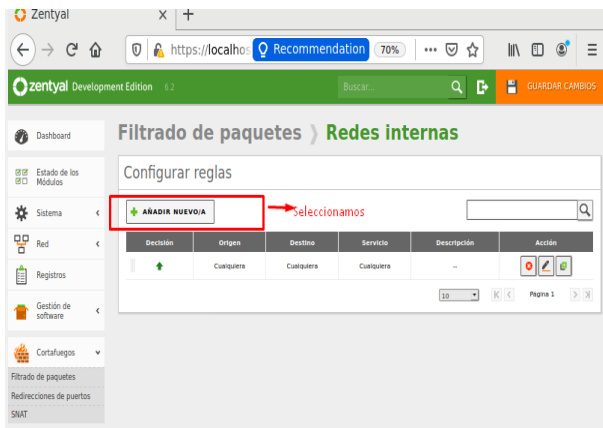 Zentyal
https://localhos
Recommendation
70%
zentyal Development Edition 6.2
Buscar...
GUARDAR CAMBIOS
Dashboard
Estado de los
Módulos
Sistema
Red
Registros
Gestión de
software
Cortafuegos
Filtrado de paquetes
Redirecciones de puertos
SNAT
Filtrado de paquetes ⟩ Redes internas
Configurar reglas
+ AÑADIR NUEVO/A
Seleccionamos
Decisión Origen Destino Servicio Descripción Acción
Cualquiera Cualquiera Cualquiera --
10
Página 1